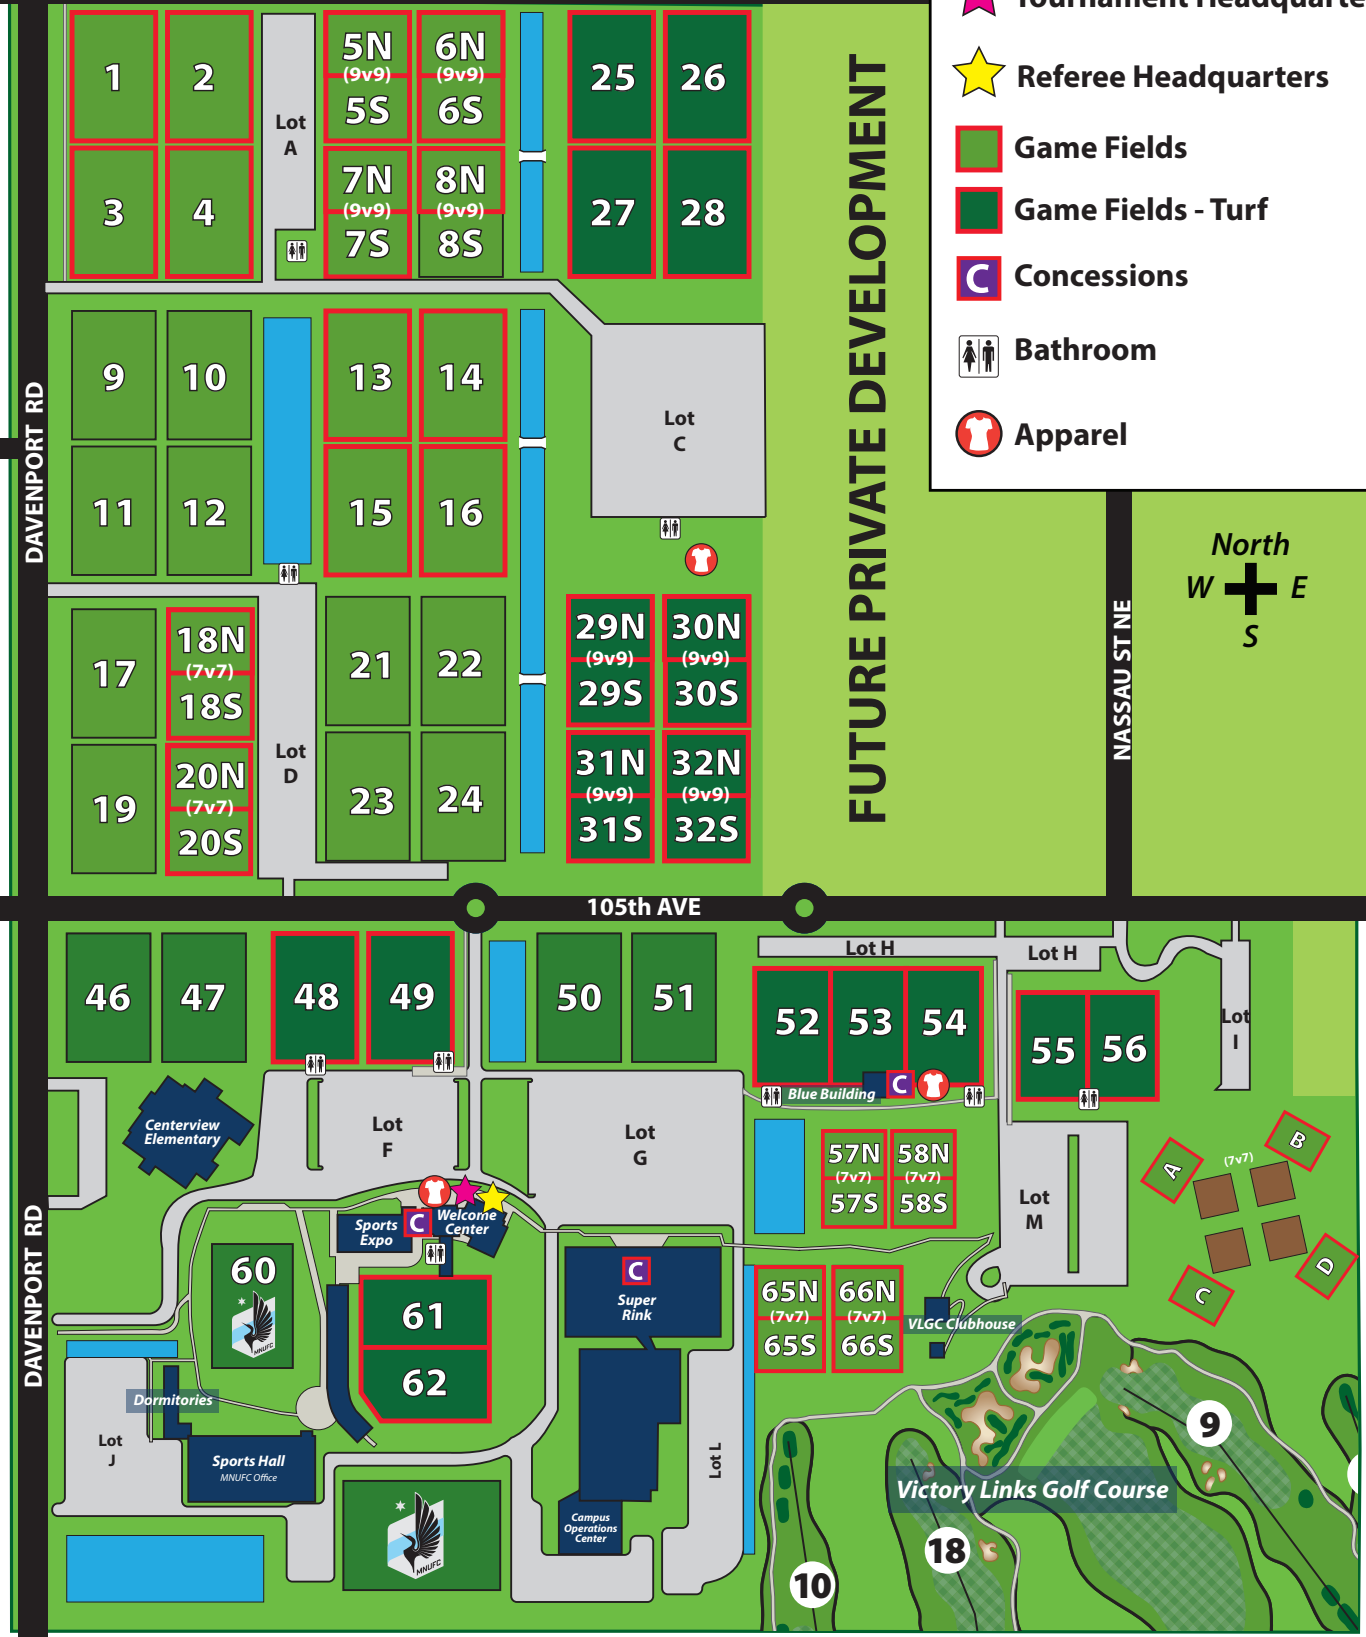 Tournament Headquarte
Referee Headquarters
Game Fields
Game Fields - Turf
C
Concessions
Bathroom
Apparel
North
W
E
S
1
2
3
4
Lot
A
5N
(9v9)
5S
6N
(9v9)
6S
7N
(9v9)
7S
8N
(9v9)
8S
25
26
27
28
FUTURE PRIVATE DEVELOPMENT
DAVENPORT RD
9
10
11
12
13
14
15
16
Lot
C
17
18N
(7v7)
18S
19
20N
(7v7)
20S
Lot
D
21
22
23
24
29N
(9v9)
29S
30N
(9v9)
30S
31N
(9v9)
31S
32N
(9v9)
32S
NASSAU ST NE
105th AVE
46
47
48
49
50
51
Lot H
Lot H
52
53
54
55
56
Lot
I
C
Blue Building
Centerview
Elementary
Lot
F
Lot
G
57N
(7v7)
57S
58N
(7v7)
58S
Lot
M
A
B
(7v7)
C
D
DAVENPORT RD
Sports
Expo
C
Welcome
Center
60
MNUFC
61
62
C
Super
Rink
65N
(7v7)
65S
66N
(7v7)
66S
VLGC Clubhouse
Dormitories
Lot
J
Sports Hall
MNUFC Office
MNUFC
Campus
Operations
Center
Lot L
9
Victory Links Golf Course
18
10